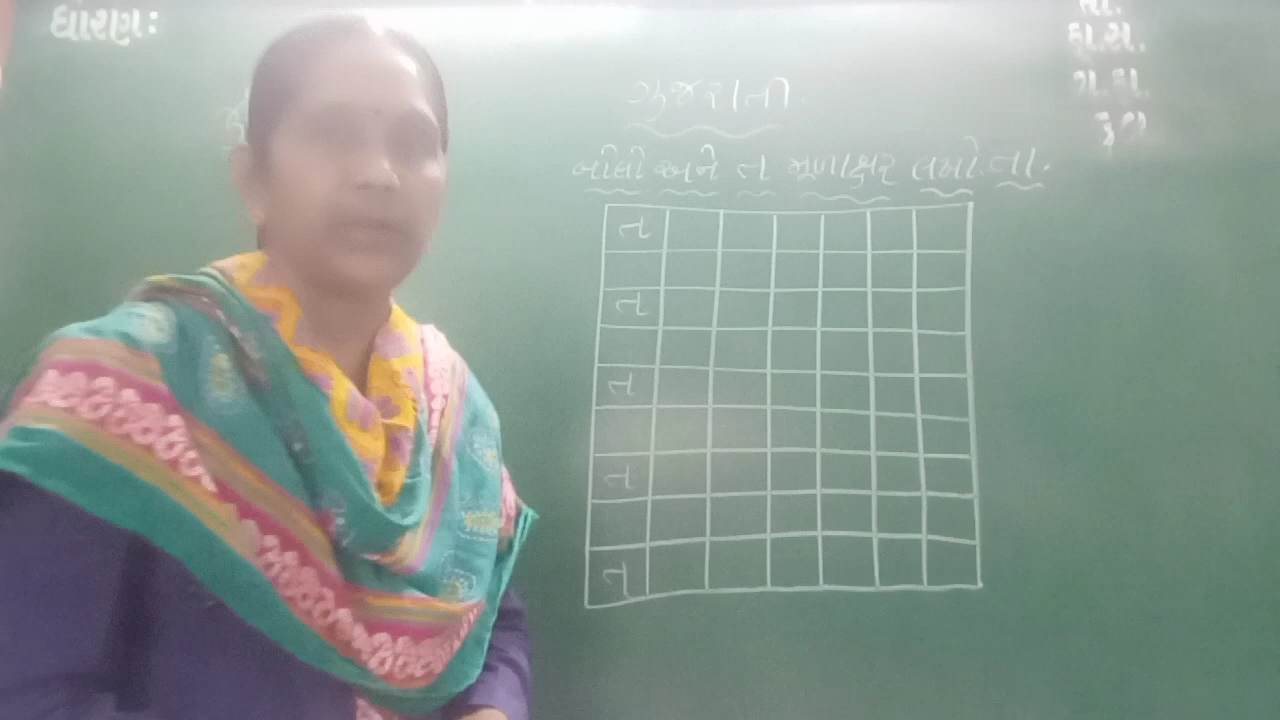 ધોરણ:
તા.
ક્રા.સ.
ગુજરાતી.
બોલો અને ત મૂળાક્ષર લખો. તા.
ત
ત
ત
ત
ત